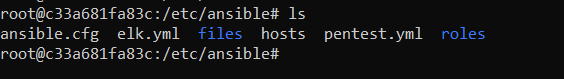 root@c33a681fa83c:/etc/ansible# ls
ansible.cfg elk.yml files hosts pentest.yml roles
root@c33a681fa83c:/etc/ansible#